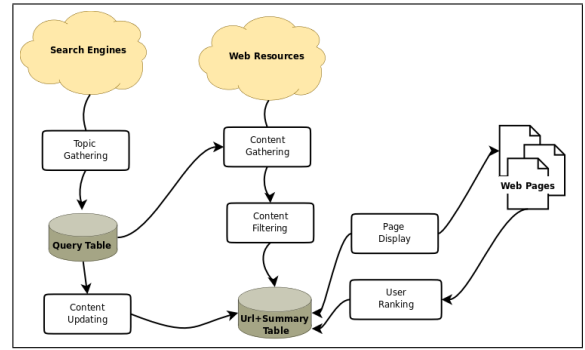 Search Engines
Web Resources
Topic
Gathering
Content
Gathering
Web Pages
Content
Filtering
Page
Display
Query Table
Content
Updating
Url+Summary
Table
User
Ranking